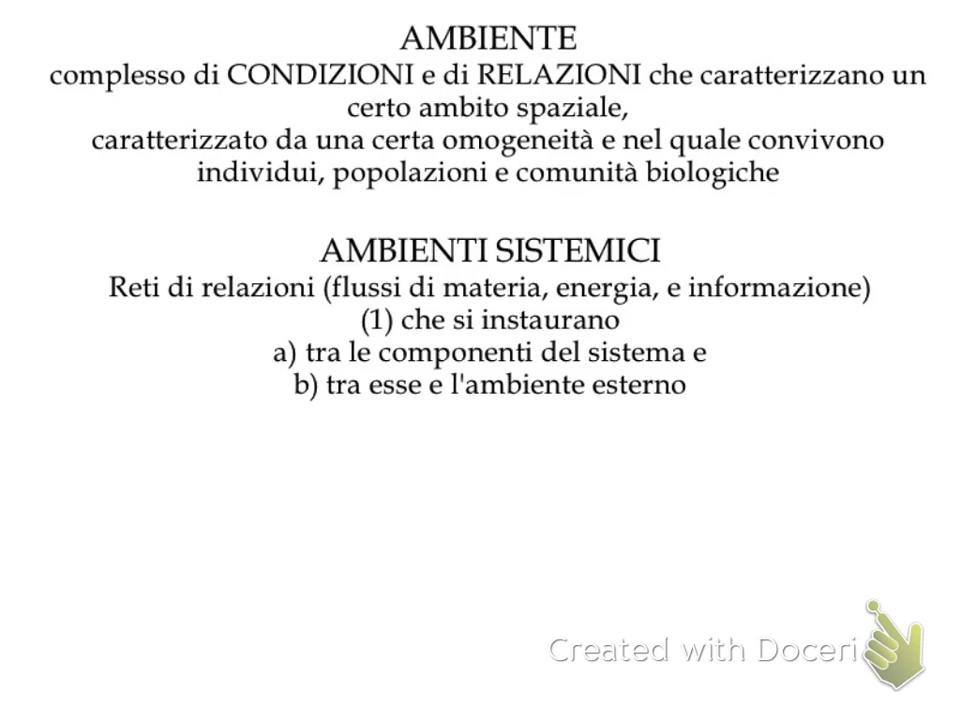 AMBIENTE
complesso di CONDIZIONI e di RELAZIONI che caratterizzano un
certo ambito spaziale,
caratterizzato da una certa omogeneità e nel quale convivono
individui, popolazioni e comunità biologiche
AMBIENTI SISTEMICI
Reti di relazioni (flussi di materia, energia, e informazione)
(1) che si instaurano
a) tra le componenti del sistema e
b) tra esse e l'ambiente esterno
Created with Doceri